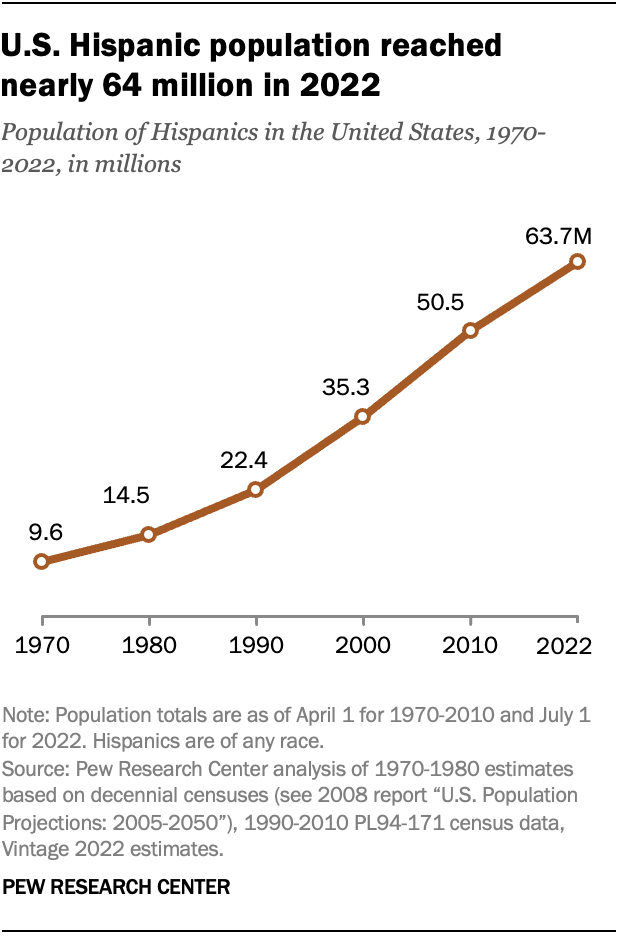 U.S. Hispanic population reached
nearly 64 million in 2022
Population of Hispanics in the United States, 1970-
2022, in millions
63.7M
50.5
35.3
22.4
14.5
9.6
1970 1980 1990 2000 2010 2022
Note: Population totals are as of April 1 for 1970-2010 and July 1
for 2022. Hispanics are of any race.
Source: Pew Research Center analysis of 1970-1980 estimates
based on decennial censuses (see 2008 report “U.S. Population
Projections: 2005-2050”), 1990-2010 PL94-171 census data,
Vintage 2022 estimates.
PEW RESEARCH CENTER